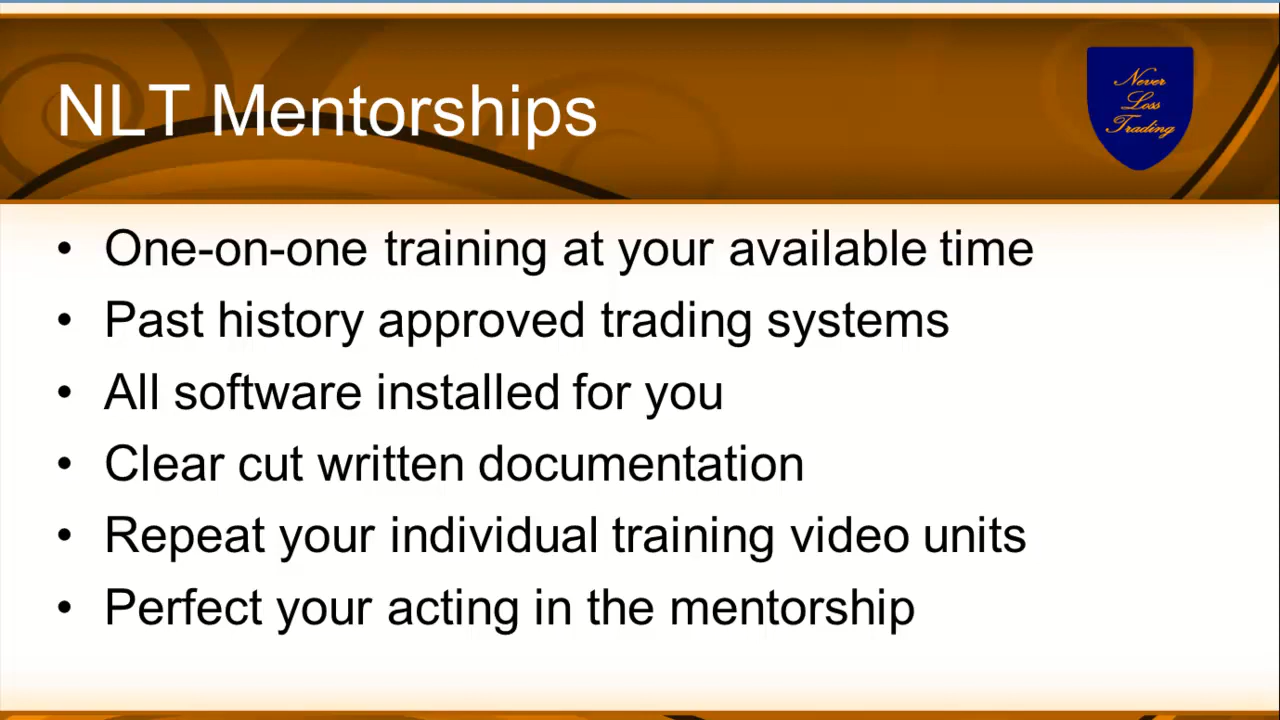 NLT Mentorships
Never
Loss
Trading
• One-on-one training at your available time
• Past history approved trading systems
• All software installed for you
• Clear cut written documentation
• Repeat your individual training video units
• Perfect your acting in the mentorship